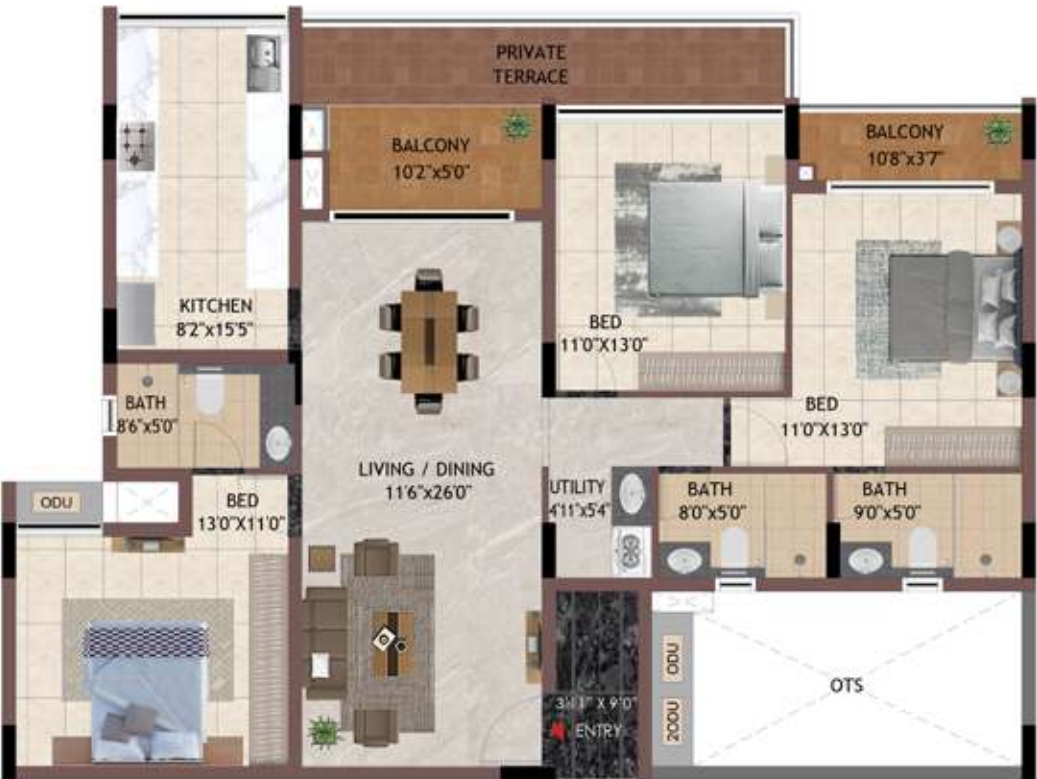 PRIVATE
TERRACE
BALCONY
10'2"x5'0"
BALCONY
10'8"x3'7"
KITCHEN
8'2"x15'5"
BED
11'0"X13'0"
BED
11'0"X13'0"
BATH
8'6"x5'0"
LIVING / DINING
11'6"x26'0"
UTILITY
4'11"x5'4"
BATH
8'0"x5'0"
BATH
9'0"x5'0"
ODU
BED
13'0"X11'0"
ODU
2ODU
OTS
3'11" X 9'0"
ENTRY